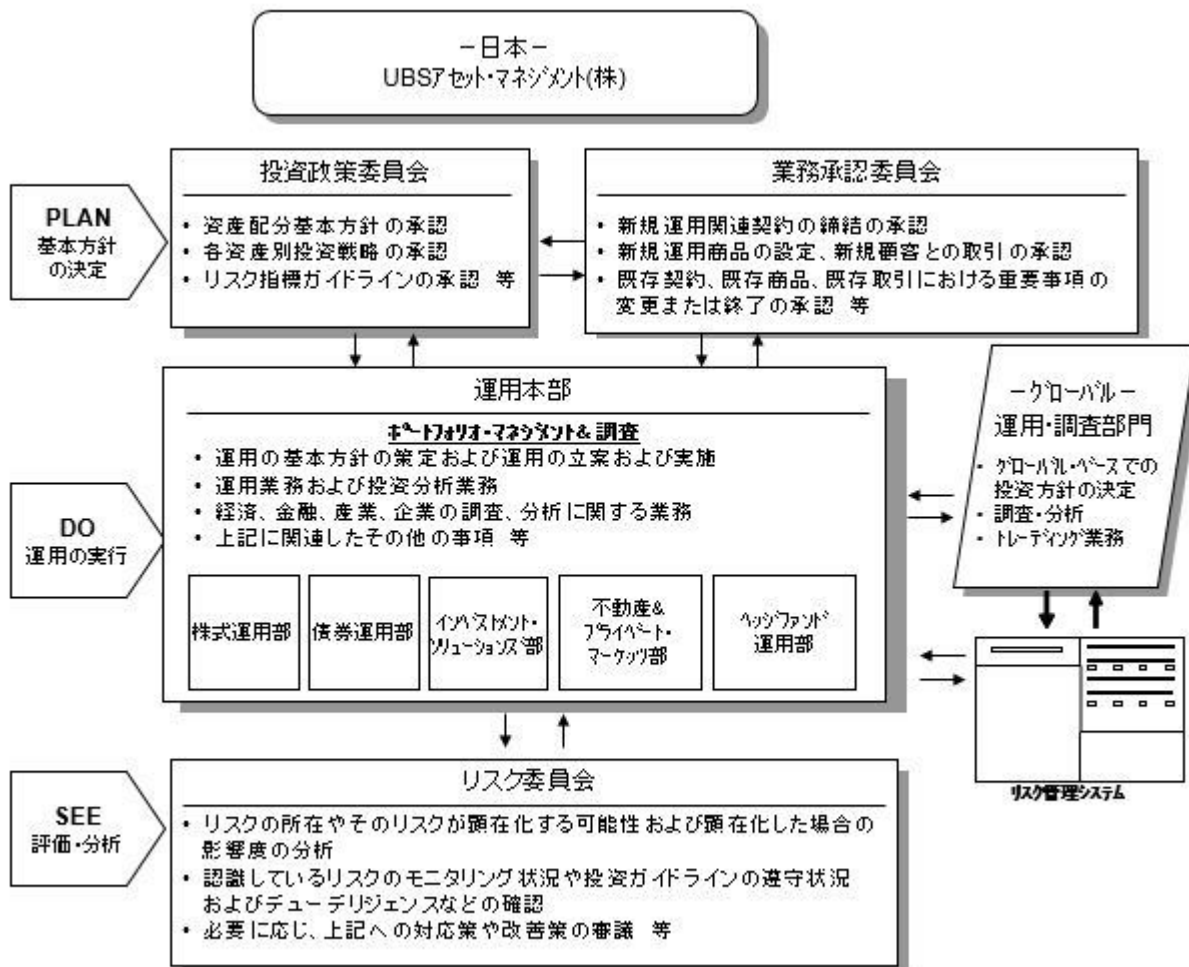 －日本－
UBSアセット・マネジメント(株)
PLAN
基本方針
の決定
投資政策委員会
・ 資産配分基本方針の承認
・ 各資産別投資戦略の承認
・ リスク指標ガイドラインの承認 等
業務承認委員会
・ 新規運用関連契約の締結の承認
・ 新規運用商品の設定、新規顧客との取引の承認
・ 既存契約、既存商品、既存取引における重要事項の
変更または終了の承認 等
DO
運用の実行
運用本部
ポートフォリオ・マネジメント&調査
・ 運用の基本方針の策定および運用の立案および実施
・ 運用業務および投資分析業務
・ 経済、金融、産業、企業の調査、分析に関する業務
・ 上記に関連したその他の事項 等
株式運用部
債券運用部
インベストメント・
ソリューションズ部
不動産&
プライベート・
マーケッツ部
ヘッジファンド
運用部
－グローバル－
運用・調査部門
・ グローバル・ベースでの
投資方針の決定
・ 調査・分析
・ トレーディング業務
リスク管理システム
SEE
評価・分析
リスク委員会
・ リスクの所在やそのリスクが顕在化する可能性および顕在化した場合の
影響度の分析
・ 認識しているリスクのモニタリング状況や投資ガイドラインの遵守状況
およびデューデリジェンスなどの確認
・ 必要に応じ、上記への対応策や改善策の審議 等